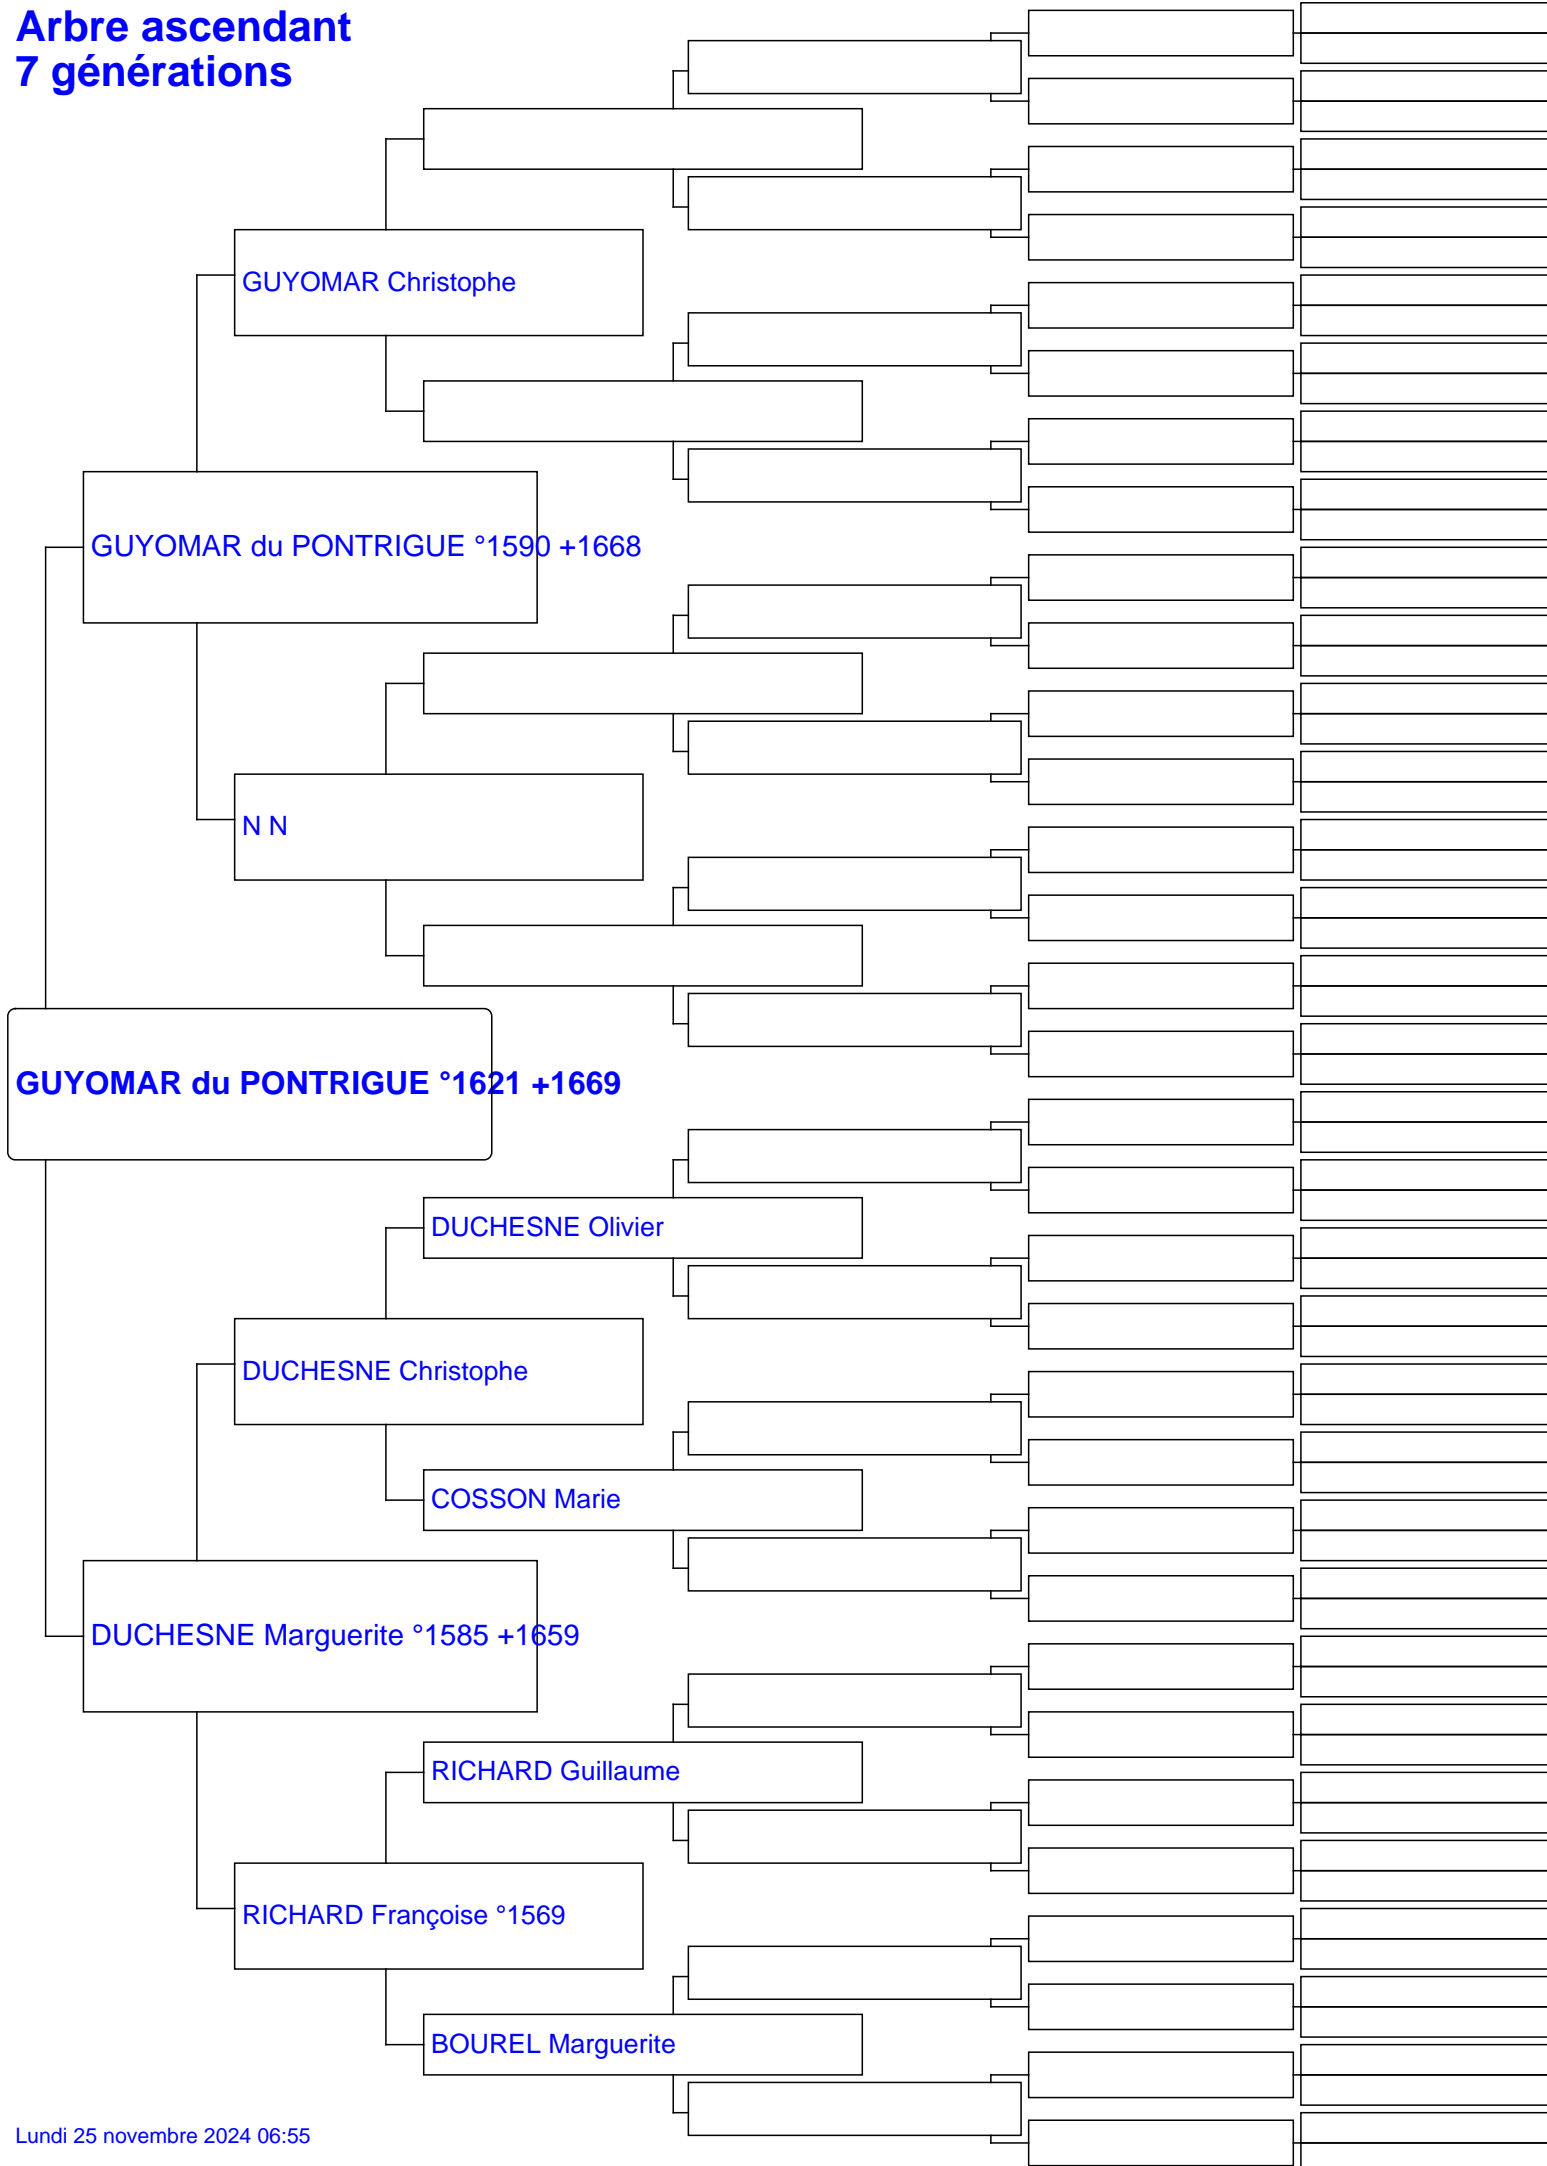 Arbre ascendant
7 générations
GUYOMAR Christophe
GUYOMAR du PONTRIGUE °1590 +1668
N N
GUYOMAR du PONTRIGUE °1621 +1669
DUCHESNE Olivier
DUCHESNE Christophe
COSSON Marie
DUCHESNE Marguerite °1585 +1659
RICHARD Guillaume
RICHARD Françoise °1569
BOUREL Marguerite
Lundi 25 novembre 2024 06:55